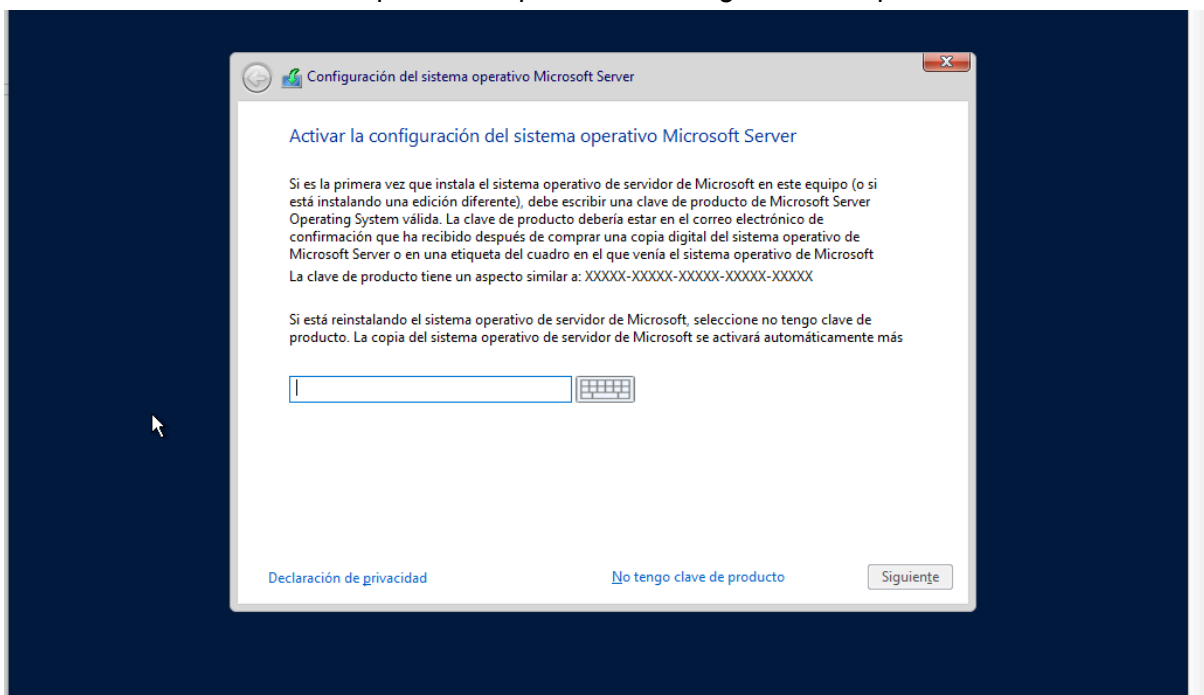 Configuración del sistema operativo Microsoft Server
Activar la configuración del sistema operativo Microsoft Server
Si es la primera vez que instala el sistema operativo de servidor de Microsoft en este equipo (o si
está instalando una edición diferente), debe escribir una clave de producto de Microsoft Server
Operating System válida. La clave de producto debería estar en el correo electrónico de
confirmación que ha recibido después de comprar una copia digital del sistema operativo de
Microsoft Server o en una etiqueta del cuadro en el que venía el sistema operativo de Microsoft
La clave de producto tiene un aspecto similar a: XXXXX-XXXXX-XXXXX-XXXXX-XXXXX
Si está reinstalando el sistema operativo de servidor de Microsoft, seleccione no tengo clave de
producto. La copia del sistema operativo de servidor de Microsoft se activará automáticamente más
Declaración de privacidad
No tengo clave de producto
Siguiente